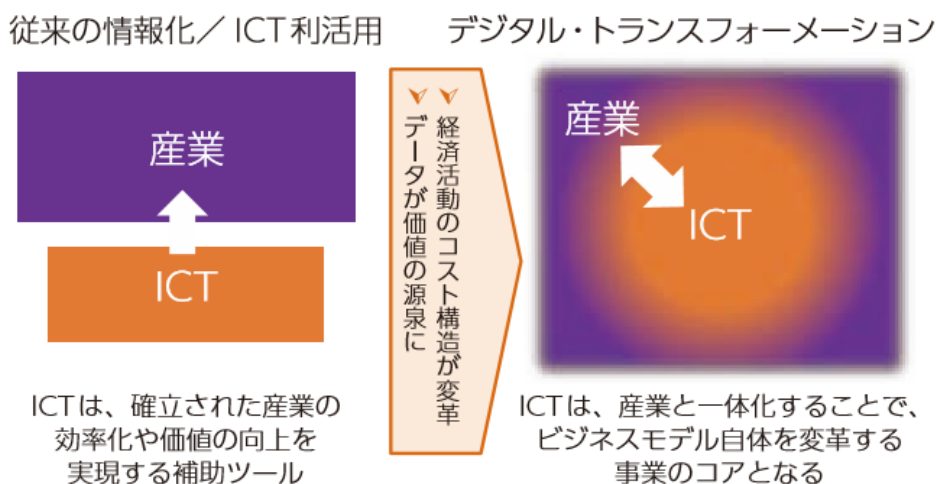 従来の情報化／ICT利活用
デジタル・トランスフォーメーション
産業
ICT
経済活動のコスト構造が変革
データが価値の源泉に
産業
ICT
ICTは、確立された産業の
効率化や価値の向上を
実現する補助ツール
ICTは、産業と一体化することで、
ビジネスモデル自体を変革する
事業のコアとなる